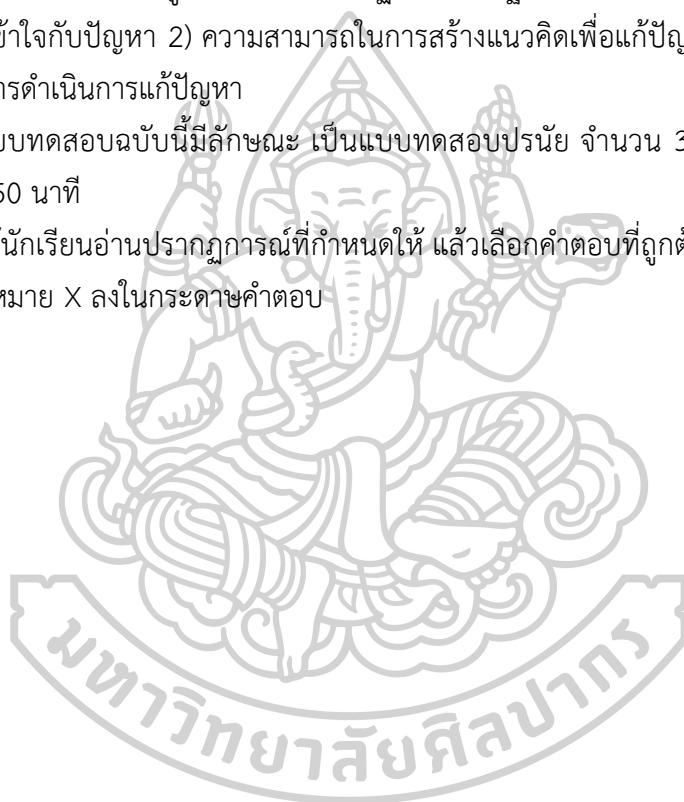 เข้าใจกับปัญหา 2) ความสามารถในการสร้างแนวคิดเพื่อแก้
การดำเนินการแก้ปัญหา
แบบทดสอบฉบับนี้มีลักษณะ เป็นแบบทดสอบปรนัย จำนวน 3
50 นาที
นักเรียนอ่านปรากฏการณ์ที่กำหนดให้ แล้วเลือกคำตอบที่
หมาย X ลงในกระดาษคำตอบ
มหาวิทยาลัยศิลปากร